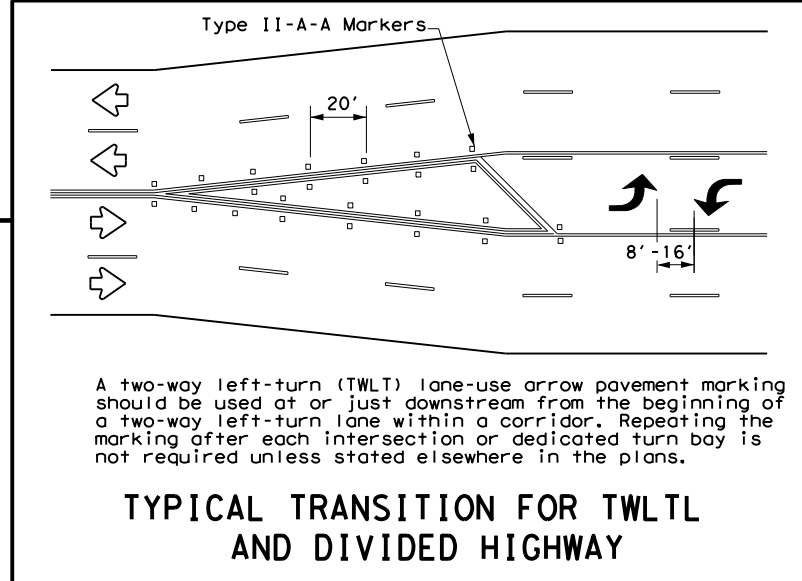 Type II-A-A Markers
20'
8' -16'
A two-way left-turn (TWLT) lane-use arrow pavement marking
should be used at or just downstream from the beginning of
a two-way left-turn lane within a corridor. Repeating the
marking after each intersection or dedicated turn bay is
not required unless stated elsewhere in the plans.
TYPICAL TRANSITION FOR TWLTL
AND DIVIDED HIGHWAY